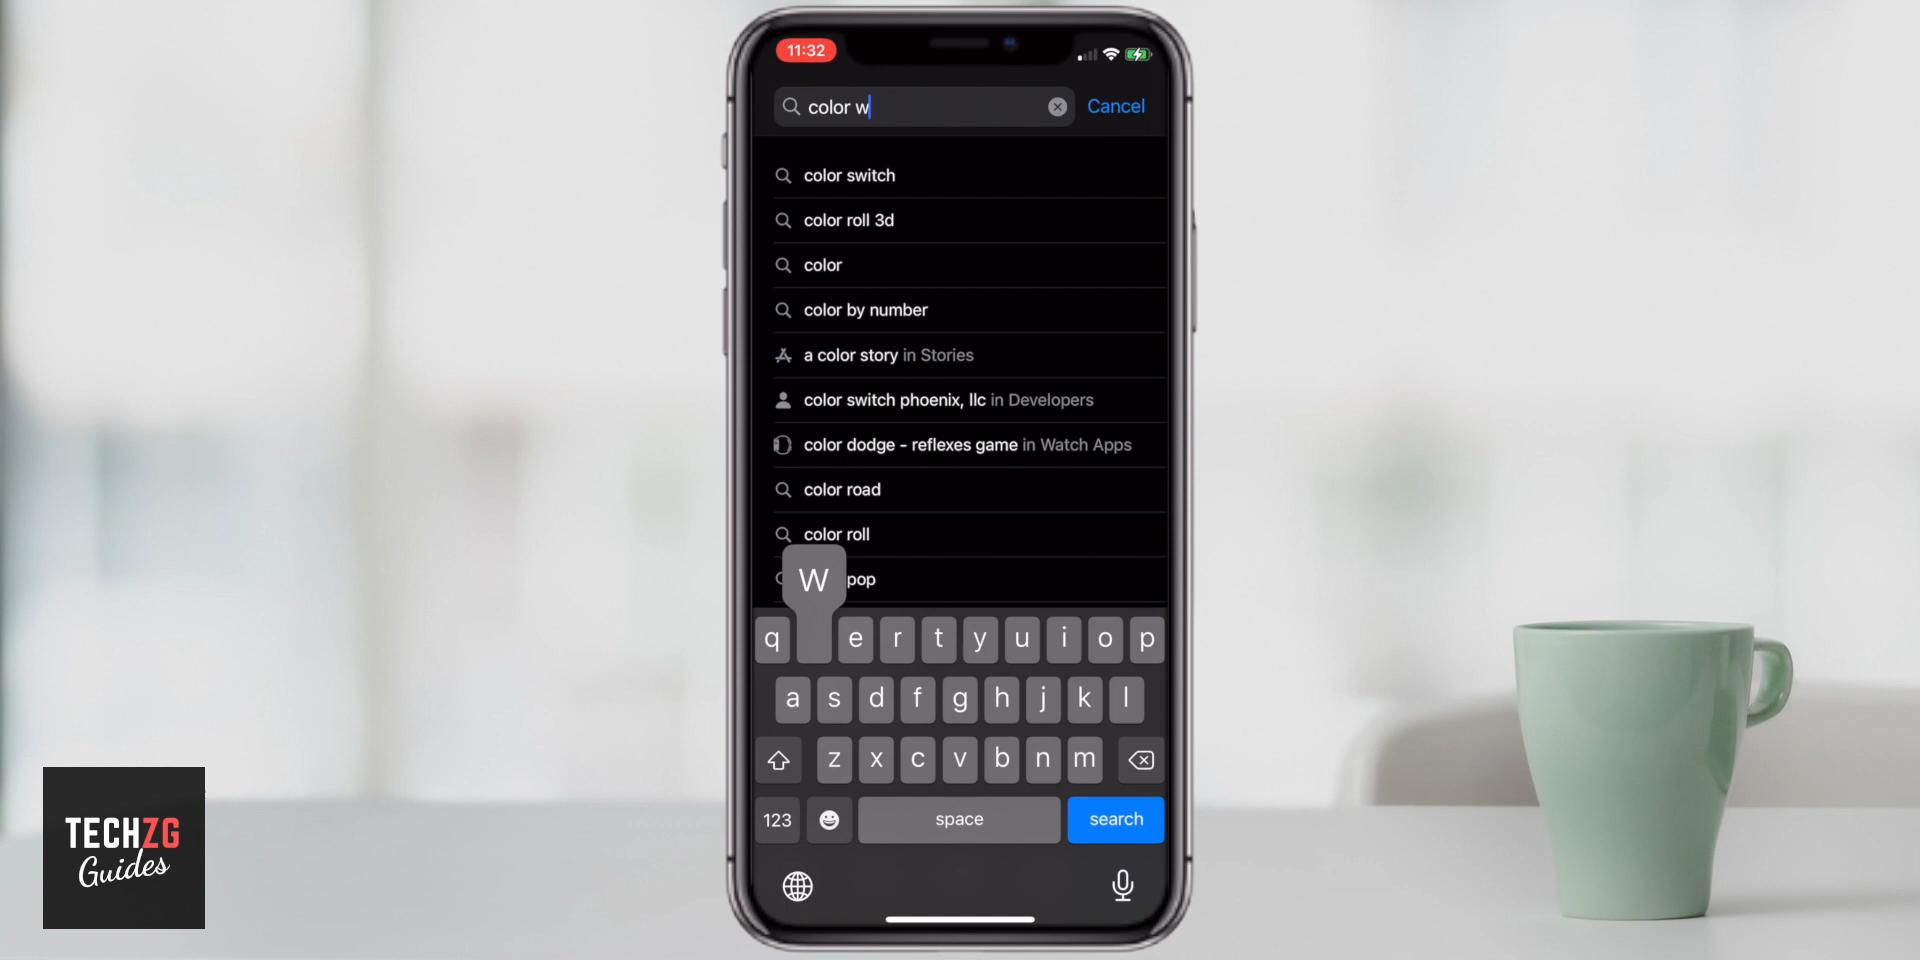 11:32
color w
Cancel
color switch
color roll 3d
color
color by number
a color story in Stories
color switch phoenix, llc in Developers
color dodge - reflexes game in Watch Apps
color road
color roll
pop
W
q e r t y u i o p
a s d f g h j k l
z x c v b n m
123 space search
TECHZG
Guides